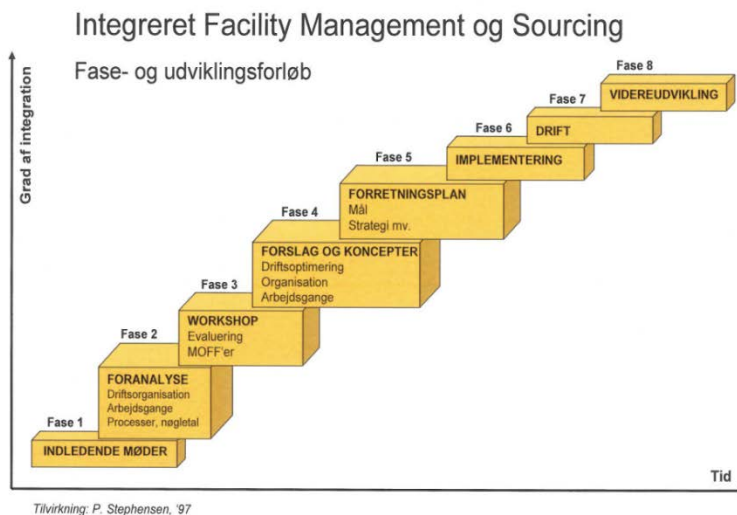 Integreret Facility Management og Sourcing
Fase- og udviklingsforløb
Grad af integration
Fase 8
VIDEREUDVIKLING
Fase 7
DRIFT
Fase 6
IMPLEMENTERING
Fase 5
FORRETNINGSPLAN
Mål
Strategi mv.
Fase 4
FORSLAG OG KONCEPTER
Driftsoptimering
Organisation
Arbejdsgange
Fase 3
WORKSHOP
Evaluering
MOFF'er
Fase 2
FORANALYSE
Driftsorganisation
Arbejdsgange
Processer, nøgletal
Fase 1
INDLEDENDE MØDER
Tid
Tilvirkning: P. Stephensen, '97